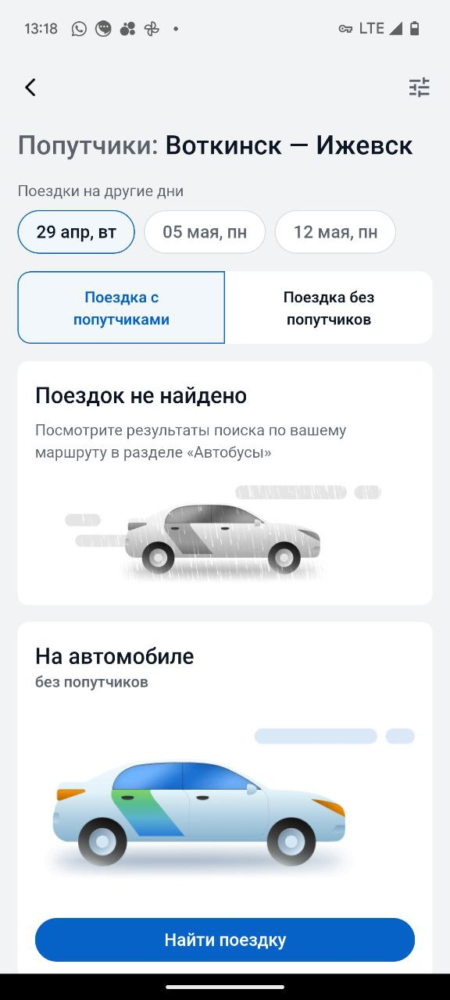 13:18
LTE
Попутчики: Воткинск — Ижевск
Поездки на другие дни
29 апр, вт
05 мая, пн
12 мая, пн
Поездка с
попутчиками
Поездка без
попутчиков
Поездок не найдено
Посмотрите результаты поиска по вашему
маршруту в разделе «Автобусы»
На автомобиле
без попутчиков
Найти поездку